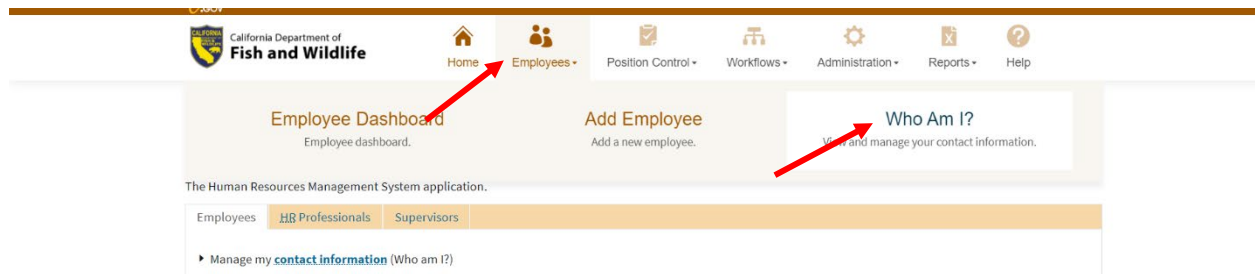 .GOV
CALIFORNIA
California Department of
Fish and Wildlife
Home
Employees
Position Control
Workflows
Administration
Reports
Help
Employee Dashboard
Employee dashboard.
Add Employee
Add a new employee.
Who Am I?
View and manage your contact information.
The Human Resources Management System application.
Employees HR Professionals Supervisors
Manage my contact information (Who am I?)